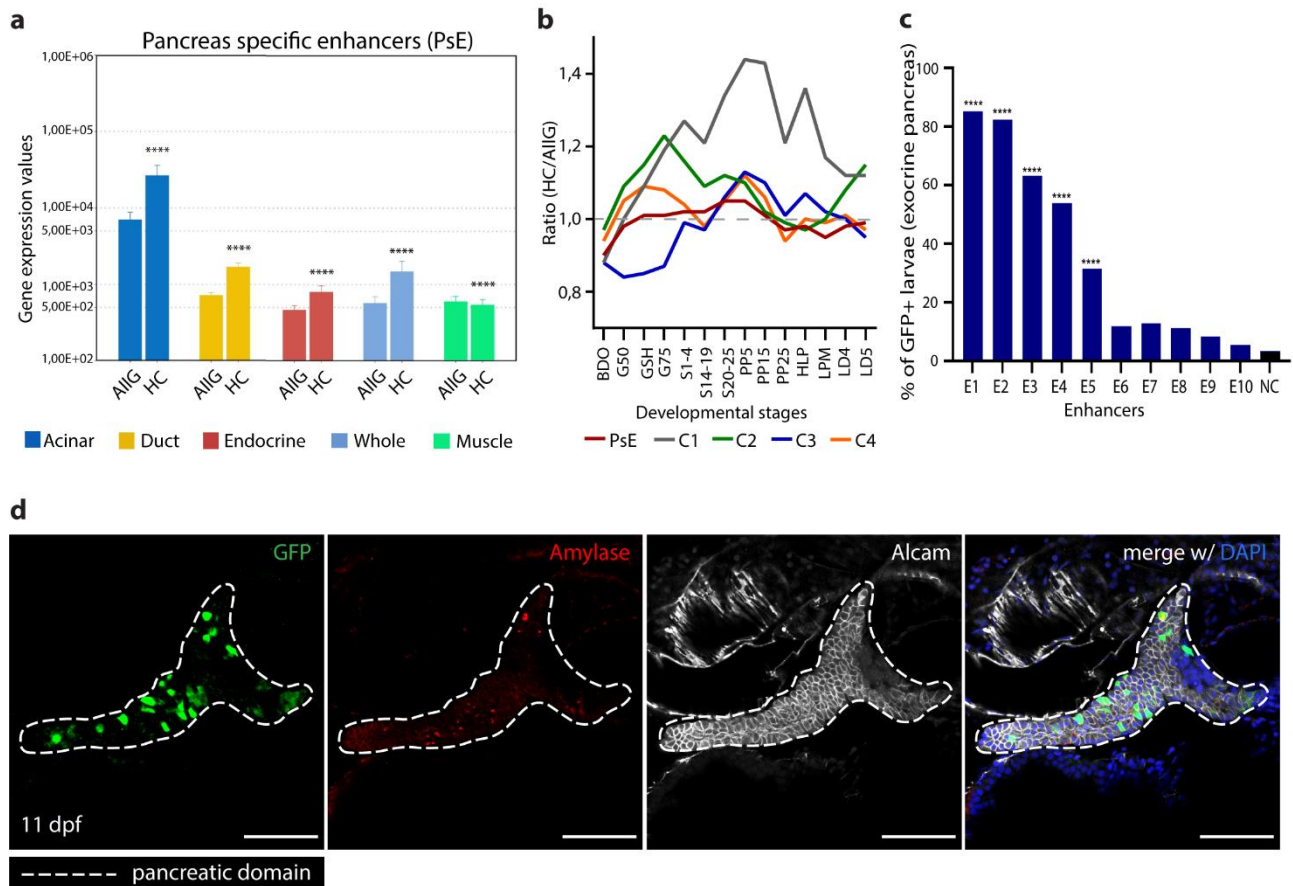 a
Pancreas specific enhancers (PsE)
Gene expression values
1,00E+06
1,00E+05
1,00E+04
5,00E+03
1,00E+03
5,00E+02
1,00E+02
****
****
****
****
****
AllG HC AllG HC AllG HC AllG HC AllG HC
Acinar Duct Endocrine Whole Muscle
b
Ratio (HC/AllG)
1,4
1,2
1,0
0,8
BDO G50 GSH G75 S1-4 S14-19 S20-25 PP5 PP15 PP25 HLP LPM LD4 LD5
Developmental stages
PsE C1 C2 C3 C4
c
% of GFP+ larvae (exocrine pancreas)
100
80
60
40
20
0
****
****
****
****
****
E1 E2 E3 E4 E5 E6 E7 E8 E9 E10 NC
Enhancers
d
GFP
Amylase
Alcam
merge w/ DAPI
11 dpf
pancreatic domain